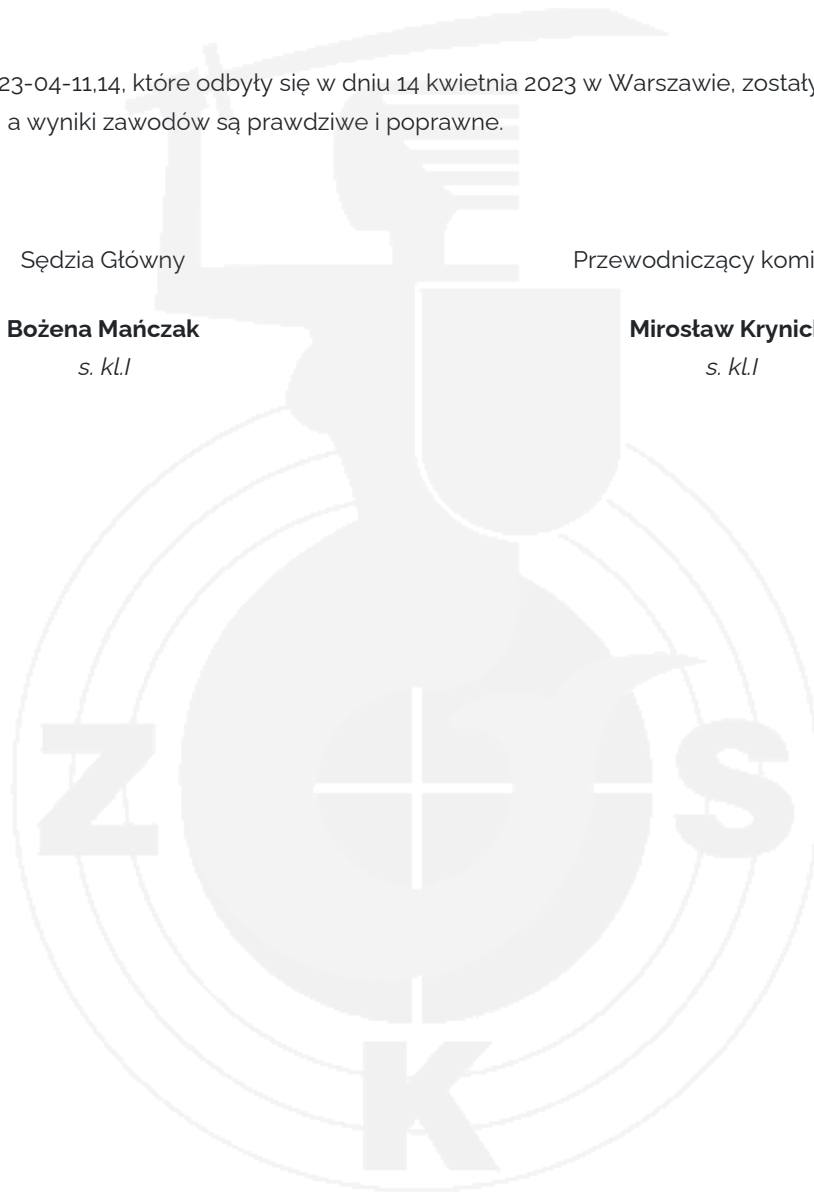 23-04-11,14, które odbyły się w dniu 14 kwietnia 2023 w Warszawie, zostały
a wyniki zawodów są prawdziwe i poprawne.
Sędzia Główny
Przewodniczący komi
Bożena Mańczak
Mirosław Krynic
s. kl.I
s. kl.I
Z
S
K